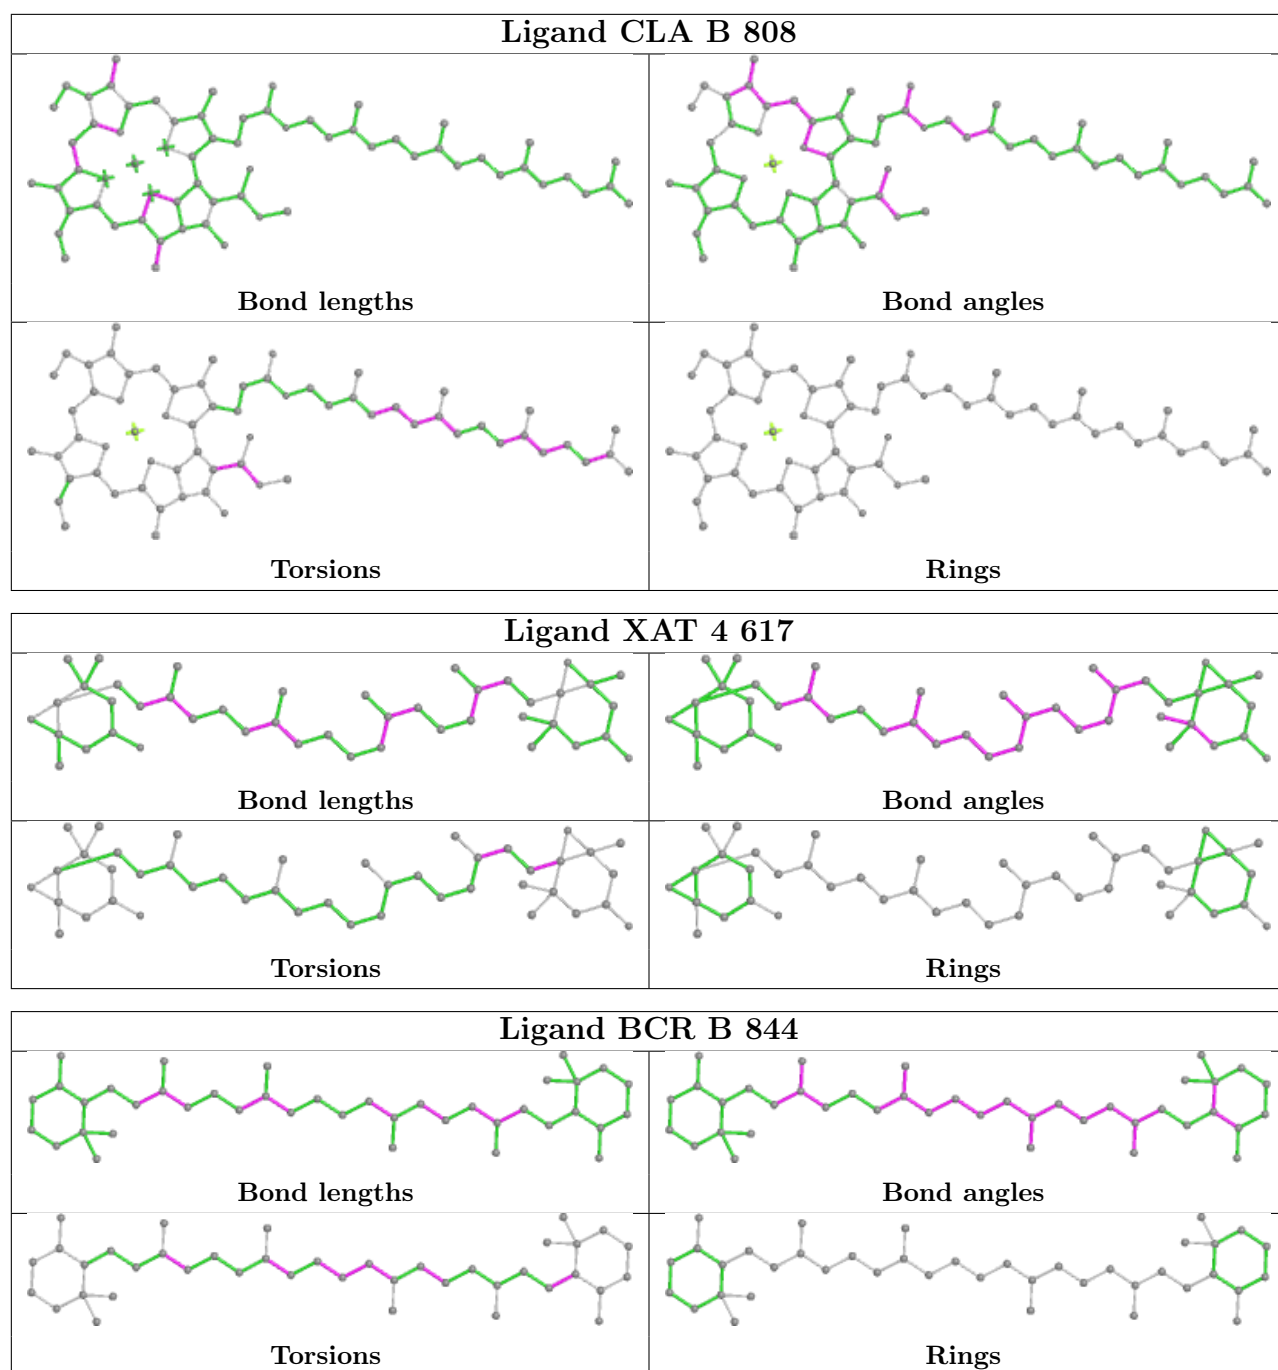 Ligand CLA B 808
Bond lengths
Bond angles
Torsions
Rings
Ligand XAT 4 617
Bond lengths
Bond angles
Torsions
Rings
Ligand BCR B 844
Bond lengths
Bond angles
Torsions
Rings